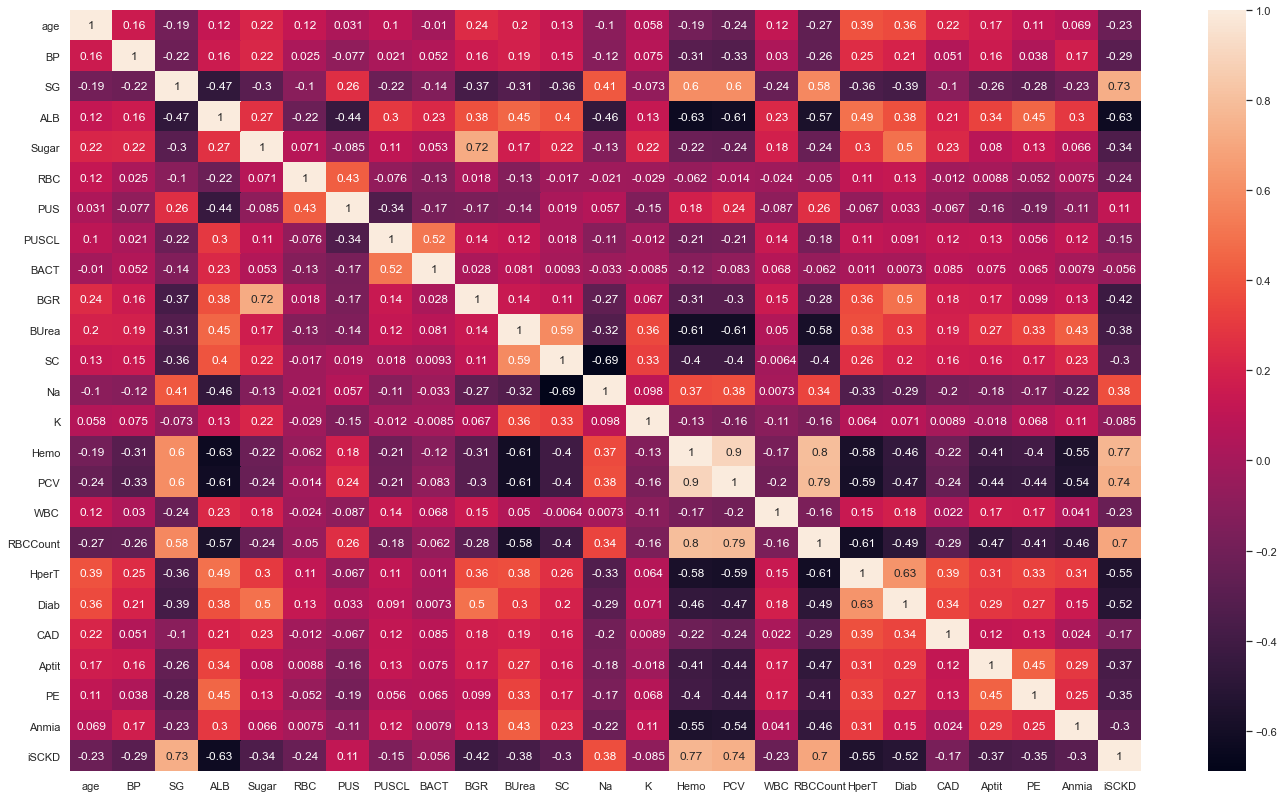 age 1 0.16 -0.19 0.12 0.22 0.12 0.031 0.1 -0.01 0.24 0.2 0.13 -0.1 0.058 -0.19 -0.24 0.12 -0.27 0.39 0.36 0.22 0.17 0.11 0.069 -0.23
BP 0.16 1 -0.22 0.16 0.22 0.025 -0.077 0.021 0.052 0.16 0.19 0.15 -0.12 0.075 -0.31 -0.33 0.03 -0.26 0.25 0.21 0.051 0.16 0.038 0.17 -0.29
SG -0.19 -0.22 1 -0.47 -0.3 -0.1 0.26 -0.22 -0.14 -0.37 -0.31 -0.36 0.41 -0.073 0.6 0.6 -0.24 0.58 -0.36 -0.39 -0.1 -0.26 -0.28 -0.23 0.73
ALB 0.12 0.16 -0.47 1 0.27 -0.22 -0.44 0.3 0.23 0.38 0.45 0.4 -0.46 0.13 -0.63 -0.61 0.23 -0.57 0.49 0.38 0.21 0.34 0.45 0.3 -0.63
Sugar 0.22 0.22 -0.3 0.27 1 0.071 -0.085 0.11 0.053 0.72 0.17 0.22 -0.13 0.22 -0.22 -0.24 0.18 -0.24 0.3 0.5 0.23 0.08 0.13 0.066 -0.34
RBC 0.12 0.025 -0.1 -0.22 0.071 1 0.43 -0.076 -0.13 0.018 -0.13 -0.017 -0.021 -0.029 -0.062 -0.014 -0.024 -0.05 0.11 0.13 -0.012 0.0088 -0.052 0.0075 -0.24
PUS 0.031 -0.077 0.26 -0.44 -0.085 0.43 1 -0.34 -0.17 -0.17 -0.14 0.019 0.057 -0.15 0.18 0.24 -0.087 0.26 -0.067 0.033 -0.067 -0.16 -0.19 -0.11 0.11
PUSCL 0.1 0.021 -0.22 0.3 0.11 -0.076 -0.34 1 0.52 0.14 0.12 0.018 -0.11 -0.012 -0.21 -0.21 0.14 -0.18 0.11 0.091 0.12 0.13 0.056 0.12 -0.15
BACT -0.01 0.052 -0.14 0.23 0.053 -0.13 -0.17 0.52 1 0.028 0.081 0.0093 -0.033 -0.0085 -0.12 -0.083 0.068 -0.062 0.011 0.0073 0.085 0.075 0.065 0.0079 -0.056
BGR 0.24 0.16 -0.37 0.38 0.72 0.018 -0.17 0.14 0.028 1 0.14 0.11 -0.27 0.067 -0.31 -0.3 0.15 -0.28 0.36 0.5 0.18 0.17 0.099 0.13 -0.42
BUrea 0.2 0.19 -0.31 0.45 0.17 -0.13 -0.14 0.12 0.081 0.14 1 0.59 -0.32 0.36 -0.61 -0.61 0.05 -0.58 0.38 0.3 0.19 0.27 0.33 0.43 -0.38
SC 0.13 0.15 -0.36 0.4 0.22 -0.017 0.019 0.018 0.0093 0.11 0.59 1 -0.69 0.33 -0.4 -0.4 -0.0064 -0.4 0.26 0.2 0.16 0.16 0.17 0.23 -0.3
Na -0.1 -0.12 0.41 -0.46 -0.13 -0.021 0.057 -0.11 -0.033 -0.27 -0.32 -0.69 1 0.098 0.37 0.38 0.0073 0.34 -0.33 -0.29 -0.2 -0.18 -0.17 -0.22 0.38
K 0.058 0.075 -0.073 0.13 0.22 -0.029 -0.15 -0.012 -0.0085 0.067 0.36 0.33 0.098 1 -0.13 -0.16 -0.11 -0.16 0.064 0.071 0.0089 -0.018 0.068 0.11 -0.085
Hemo -0.19 -0.31 0.6 -0.63 -0.22 -0.062 0.18 -0.21 -0.12 -0.31 -0.61 -0.4 0.37 -0.13 1 0.9 -0.17 0.8 -0.58 -0.46 -0.22 -0.41 -0.4 -0.55 0.77
PCV -0.24 -0.33 0.6 -0.61 -0.24 -0.014 0.24 -0.21 -0.083 -0.3 -0.61 -0.4 0.38 -0.16 0.9 1 -0.2 0.79 -0.59 -0.47 -0.24 -0.44 -0.44 -0.54 0.74
WBC 0.12 0.03 -0.24 0.23 0.18 -0.024 -0.087 0.14 0.068 0.15 0.05 -0.0064 0.0073 -0.11 -0.17 -0.2 1 -0.16 0.15 0.18 0.022 0.17 0.17 0.041 -0.23
RBCCount -0.27 -0.26 0.58 -0.57 -0.24 -0.05 0.26 -0.18 -0.062 -0.28 -0.58 -0.4 0.34 -0.16 0.8 0.79 -0.16 1 -0.61 -0.49 -0.29 -0.47 -0.41 -0.46 0.7
HperT 0.39 0.25 -0.36 0.49 0.3 0.11 -0.067 0.11 0.011 0.36 0.38 0.26 -0.33 0.064 -0.58 -0.59 0.15 -0.61 1 0.63 0.39 0.31 0.33 0.31 -0.55
Diab 0.36 0.21 -0.39 0.38 0.5 0.13 0.033 0.091 0.0073 0.5 0.3 0.2 -0.29 0.071 -0.46 -0.47 0.18 -0.49 0.63 1 0.34 0.29 0.27 0.15 -0.52
CAD 0.22 0.051 -0.1 0.21 0.23 -0.012 -0.067 0.12 0.085 0.18 0.19 0.16 -0.2 0.0089 -0.22 -0.24 0.022 -0.29 0.39 0.34 1 0.12 0.13 0.024 -0.17
Aptit 0.17 0.16 -0.26 0.34 0.08 0.0088 -0.16 0.13 0.075 0.17 0.27 0.16 -0.18 -0.018 -0.41 -0.44 0.17 -0.47 0.31 0.29 0.12 1 0.45 0.29 -0.37
PE 0.11 0.038 -0.28 0.45 0.13 -0.052 -0.19 0.056 0.065 0.099 0.33 0.17 -0.17 0.068 -0.4 -0.44 0.17 -0.41 0.33 0.27 0.13 0.45 1 0.25 -0.35
Anmia 0.069 0.17 -0.23 0.3 0.066 0.0075 -0.11 0.12 0.0079 0.13 0.43 0.23 -0.22 0.11 -0.55 -0.54 0.041 -0.46 0.31 0.15 0.024 0.29 0.25 1 -0.3
iSCKD -0.23 -0.29 0.73 -0.63 -0.34 -0.24 0.11 -0.15 -0.056 -0.42 -0.38 -0.3 0.38 -0.085 0.77 0.74 -0.23 0.7 -0.55 -0.52 -0.17 -0.37 -0.35 -0.3 1
age BP SG ALB Sugar RBC PUS PUSCL BACT BGR BUrea SC Na K Hemo PCV WBC RBCCount HperT Diab CAD Aptit PE Anmia iSCKD
1.0
0.8
0.6
0.4
0.2
0.0
-0.2
-0.4
-0.6